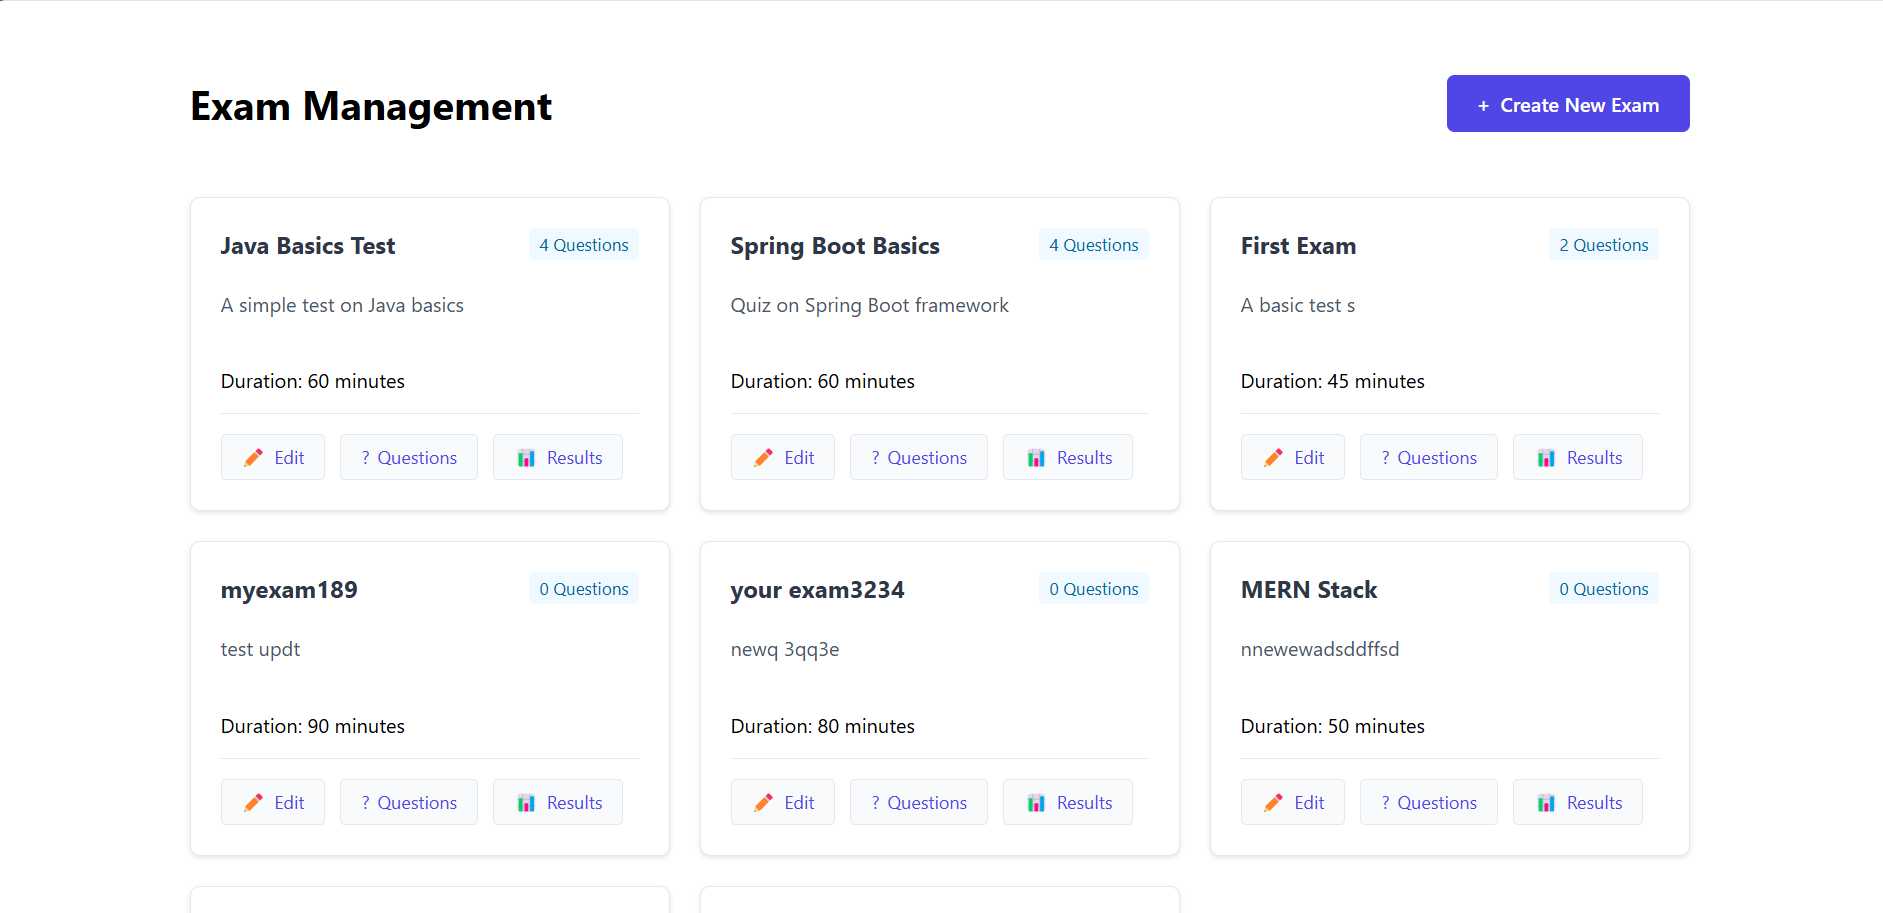 Exam Management
+ Create New Exam
Java Basics Test
4 Questions
A simple test on Java basics
Duration: 60 minutes
Edit
? Questions
Results
Spring Boot Basics
4 Questions
Quiz on Spring Boot framework
Duration: 60 minutes
Edit
? Questions
Results
First Exam
2 Questions
A basic test s
Duration: 45 minutes
Edit
? Questions
Results
myexam189
0 Questions
test updt
Duration: 90 minutes
Edit
? Questions
Results
your exam3234
0 Questions
newq 3qq3e
Duration: 80 minutes
Edit
? Questions
Results
MERN Stack
0 Questions
nnewewadsddffsd
Duration: 50 minutes
Edit
? Questions
Results